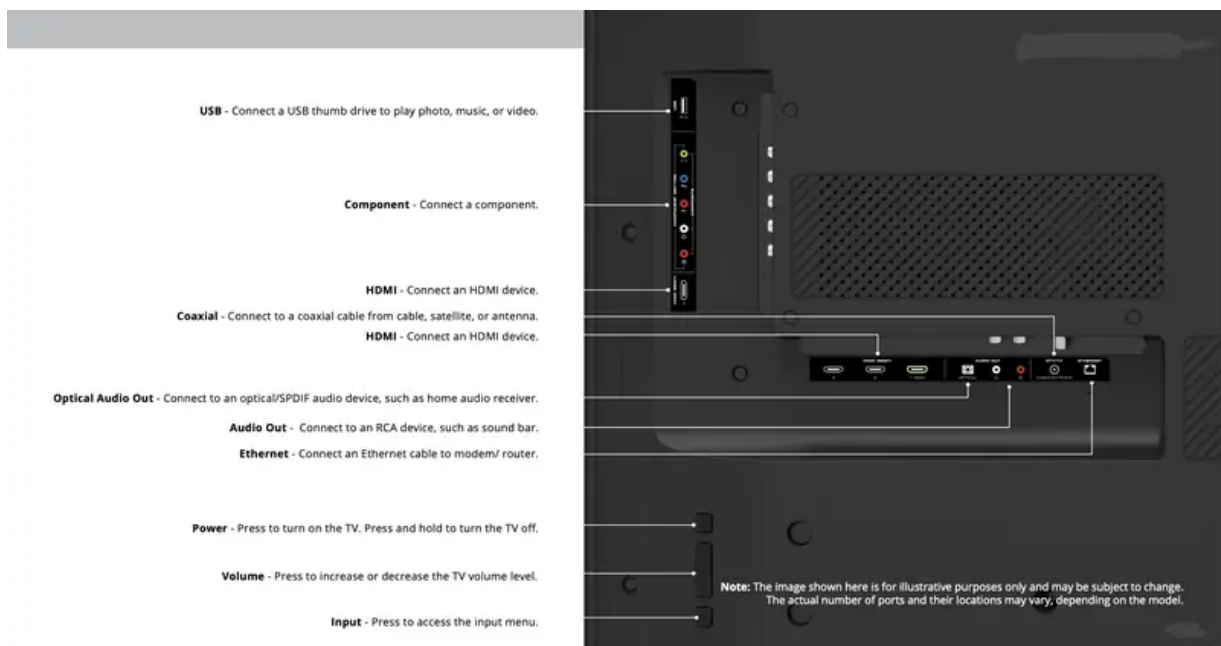 USB - Connect a USB thumb drive to play photo, music, or video.
Component - Connect a component.
HDMI - Connect an HDMI device.
Coaxial - Connect to a coaxial cable from cable, satellite, or antenna.
HDMI - Connect an HDMI device.
Optical Audio Out - Connect to an optical/SPDIF audio device, such as home audio receiver.
Audio Out - Connect to an RCA device, such as sound bar.
Ethernet - Connect an Ethernet cable to modem/ router.
Power - Press to turn on the TV. Press and hold to turn the TV off.
Volume - Press to increase or decrease the TV volume level.
Input - Press to access the input menu.
USB
AUDIO OUT
ETHERNET
OPTICAL
Note: The image shown here is for illustrative purposes only and may be subject to change.
The actual number of ports and their locations may vary, depending on the model.